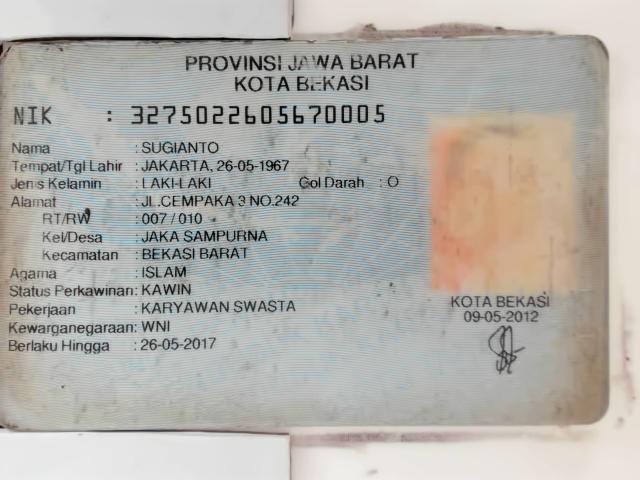 PROVINSI JAWA BARAT
KOTA BEKASI
NIK : 3275022605670005
Nama : SUGIANTO
Tempat/Tgl Lahir : JAKARTA, 26-05-1967
Jenis Kelamin : LAKI-LAKI Gol Darah : O
Alamat : JL.CEMPAKA 3 NO.242
RT/RW : 007 / 010
Kel/Desa : JAKA SAMPURNA
Kecamatan : BEKASI BARAT
Agama : ISLAM
Status Perkawinan: KAWIN
Pekerjaan : KARYAWAN SWASTA
Kewarganegaraan: WNI
Berlaku Hingga : 26-05-2017
KOTA BEKASI
09-05-2012